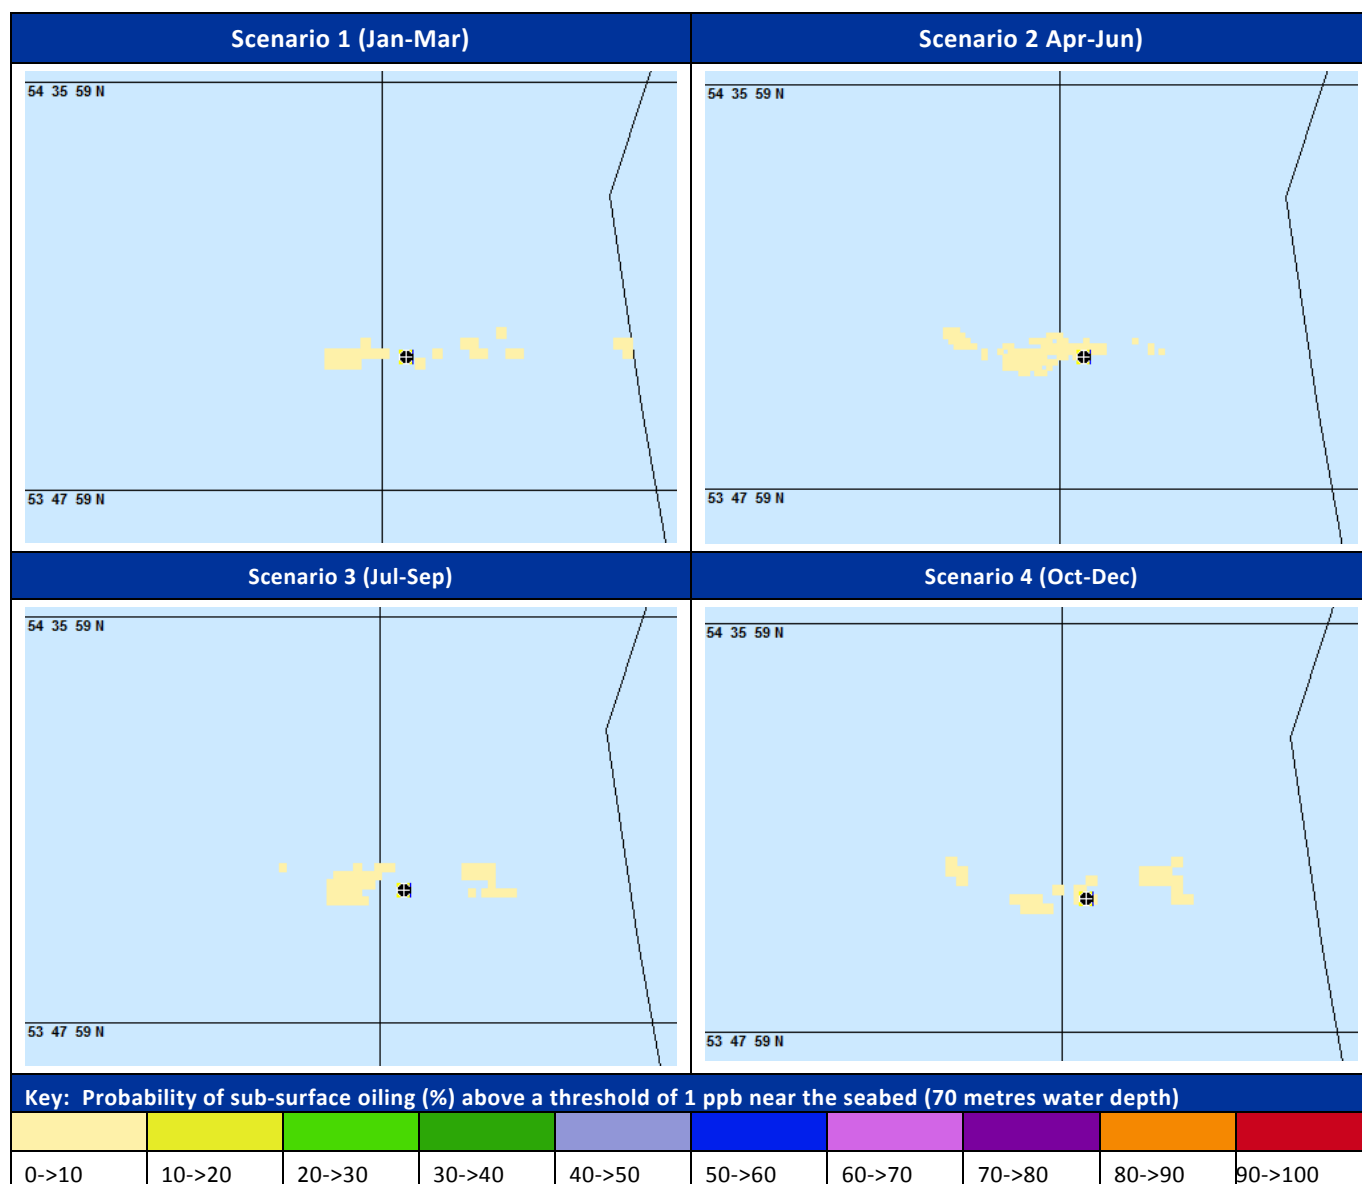 Scenario 1 (Jan-Mar)
Scenario 2 Apr-Jun)
54 35 59 N
54 35 59 N
53 47 59 N
53 47 59 N
Scenario 3 (Jul-Sep)
Scenario 4 (Oct-Dec)
54 35 59 N
54 35 59 N
53 47 59 N
53 47 59 N
Key: Probability of sub-surface oiling (%) above a threshold of 1 ppb near the seabed (70 metres water depth)
0->10
10->20
20->30
30->40
40->50
50->60
60->70
70->80
80->90
90->100